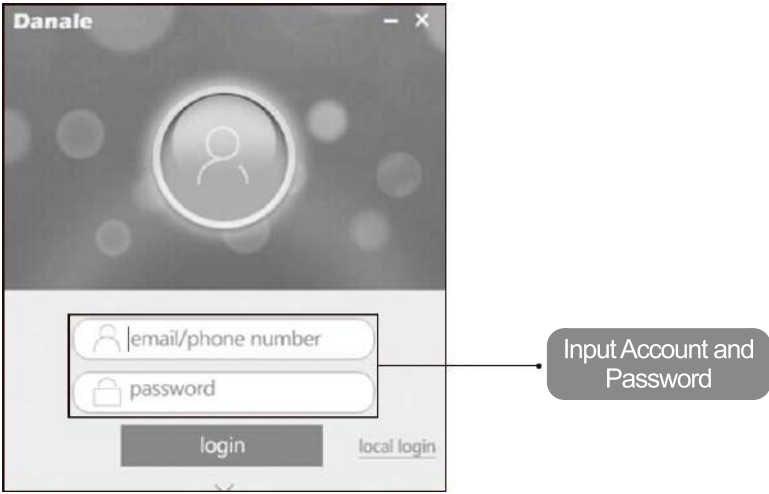 Danale
email/phone number
password
Input Account and
Password
login
local login